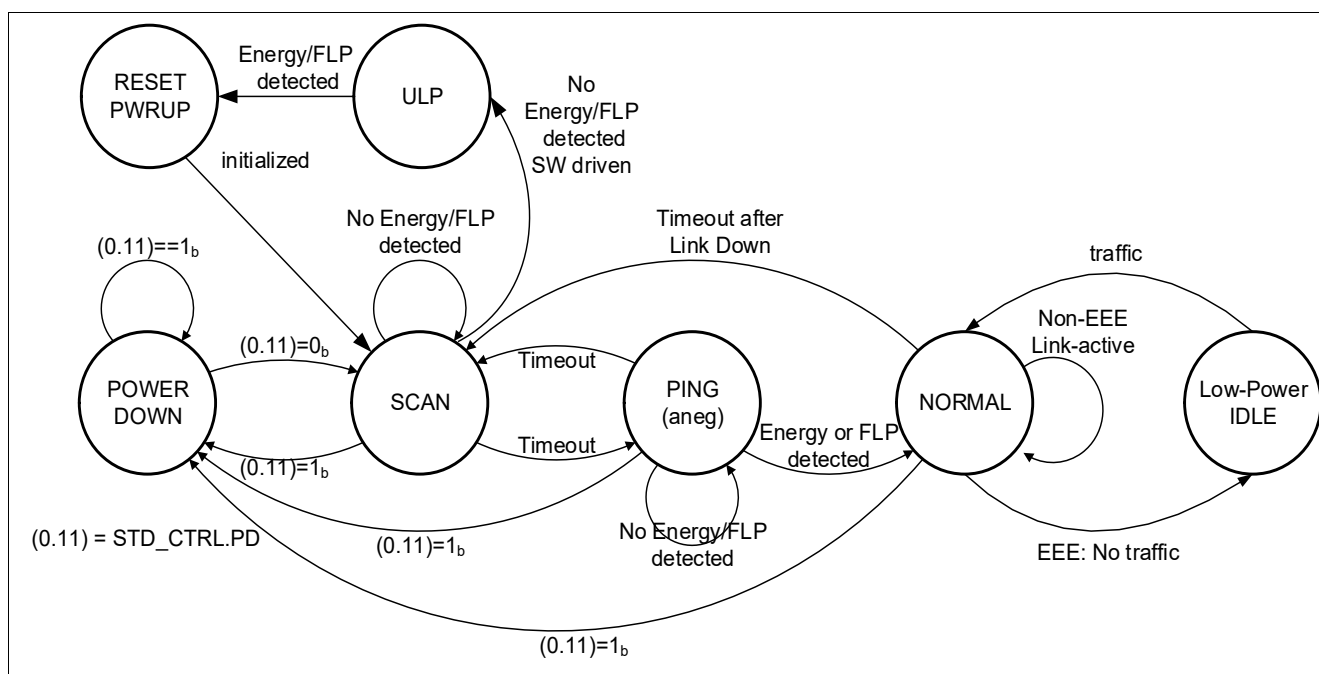 RESET
PWRUP
Energy/FLP
detected
ULP
No
Energy/FLP
detected
SW driven
initialized
No Energy/FLP
detected
Timeout after
Link Down
traffic
(0.11)==1b
Non-EEE
Link-active
(0.11)=0b
POWER
DOWN
SCAN
Timeout
PING
(aneg)
NORMAL
Low-Power
IDLE
Timeout
Energy or FLP
detected
(0.11)=1b
(0.11) = STD_CTRL.PD
(0.11)=1b
No Energy/FLP
detected
EEE: No traffic
(0.11)=1b